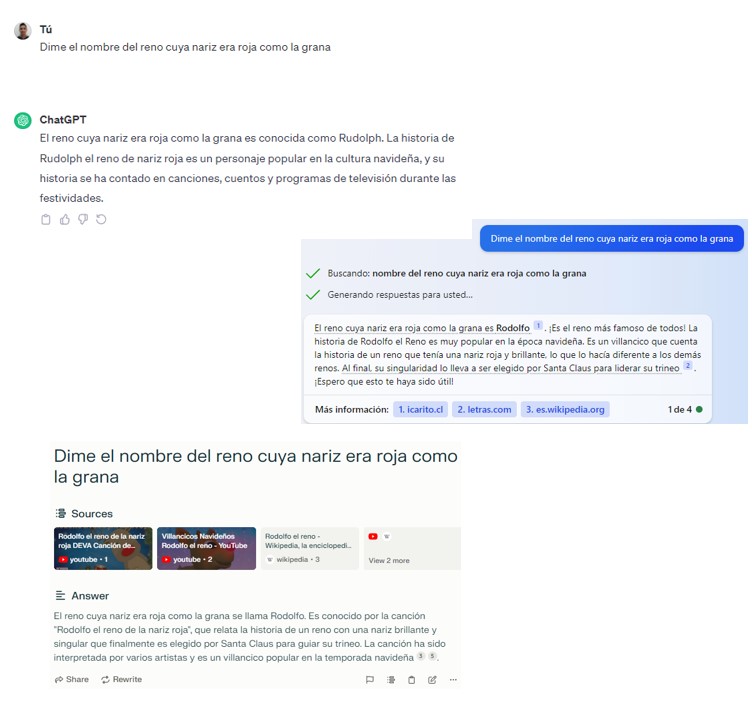 Tú
Dime el nombre del reno cuya nariz era roja como la grana
ChatGPT
El reno cuya nariz era roja como la grana es conocida como Rudolph. La historia de
Rudolph el reno de nariz roja es un personaje popular en la cultura navideña, y su
historia se ha contado en canciones, cuentos y programas de televisión durante las
festividades.
Dime el nombre del reno cuya nariz era roja como la grana
Buscando: nombre del reno cuya nariz era roja como la grana
Generando respuestas para usted...
El reno cuya nariz era roja como la grana es Rodolfo 1. ¡Es el reno más famoso de todos! La
historia de Rodolfo el Reno es muy popular en la época navideña. Es un villancico que cuenta
la historia de un reno que tenía una nariz roja y brillante, lo que lo hacía diferente a los demás
renos. Al final, su singularidad lo lleva a ser elegido por Santa Claus para liderar su trineo 2.
¡Espero que esto te haya sido útil!
Más información: 1. icarito.cl 2. letras.com 3. es.wikipedia.org 1 de 4
Dime el nombre del reno cuya nariz era roja como
la grana
Sources
Rodolfo el reno de la nariz
roja DEVA Canción de...
youtube • 1
Villancicos Navideños
Rodolfo el reno - YouTube
youtube • 2
Rodolfo el reno -
Wikipedia, la enciclopedi...
wikipedia • 3
View 2 more
Answer
El reno cuya nariz era roja como la grana se llama Rodolfo. Es conocido por la canción
"Rodolfo el reno de la nariz roja", que relata la historia de un reno con una nariz brillante y
singular que finalmente es elegido por Santa Claus para guiar su trineo. La canción ha sido
interpretada por varios artistas y es un villancico popular en la temporada navideña 3 5.
Share Rewrite